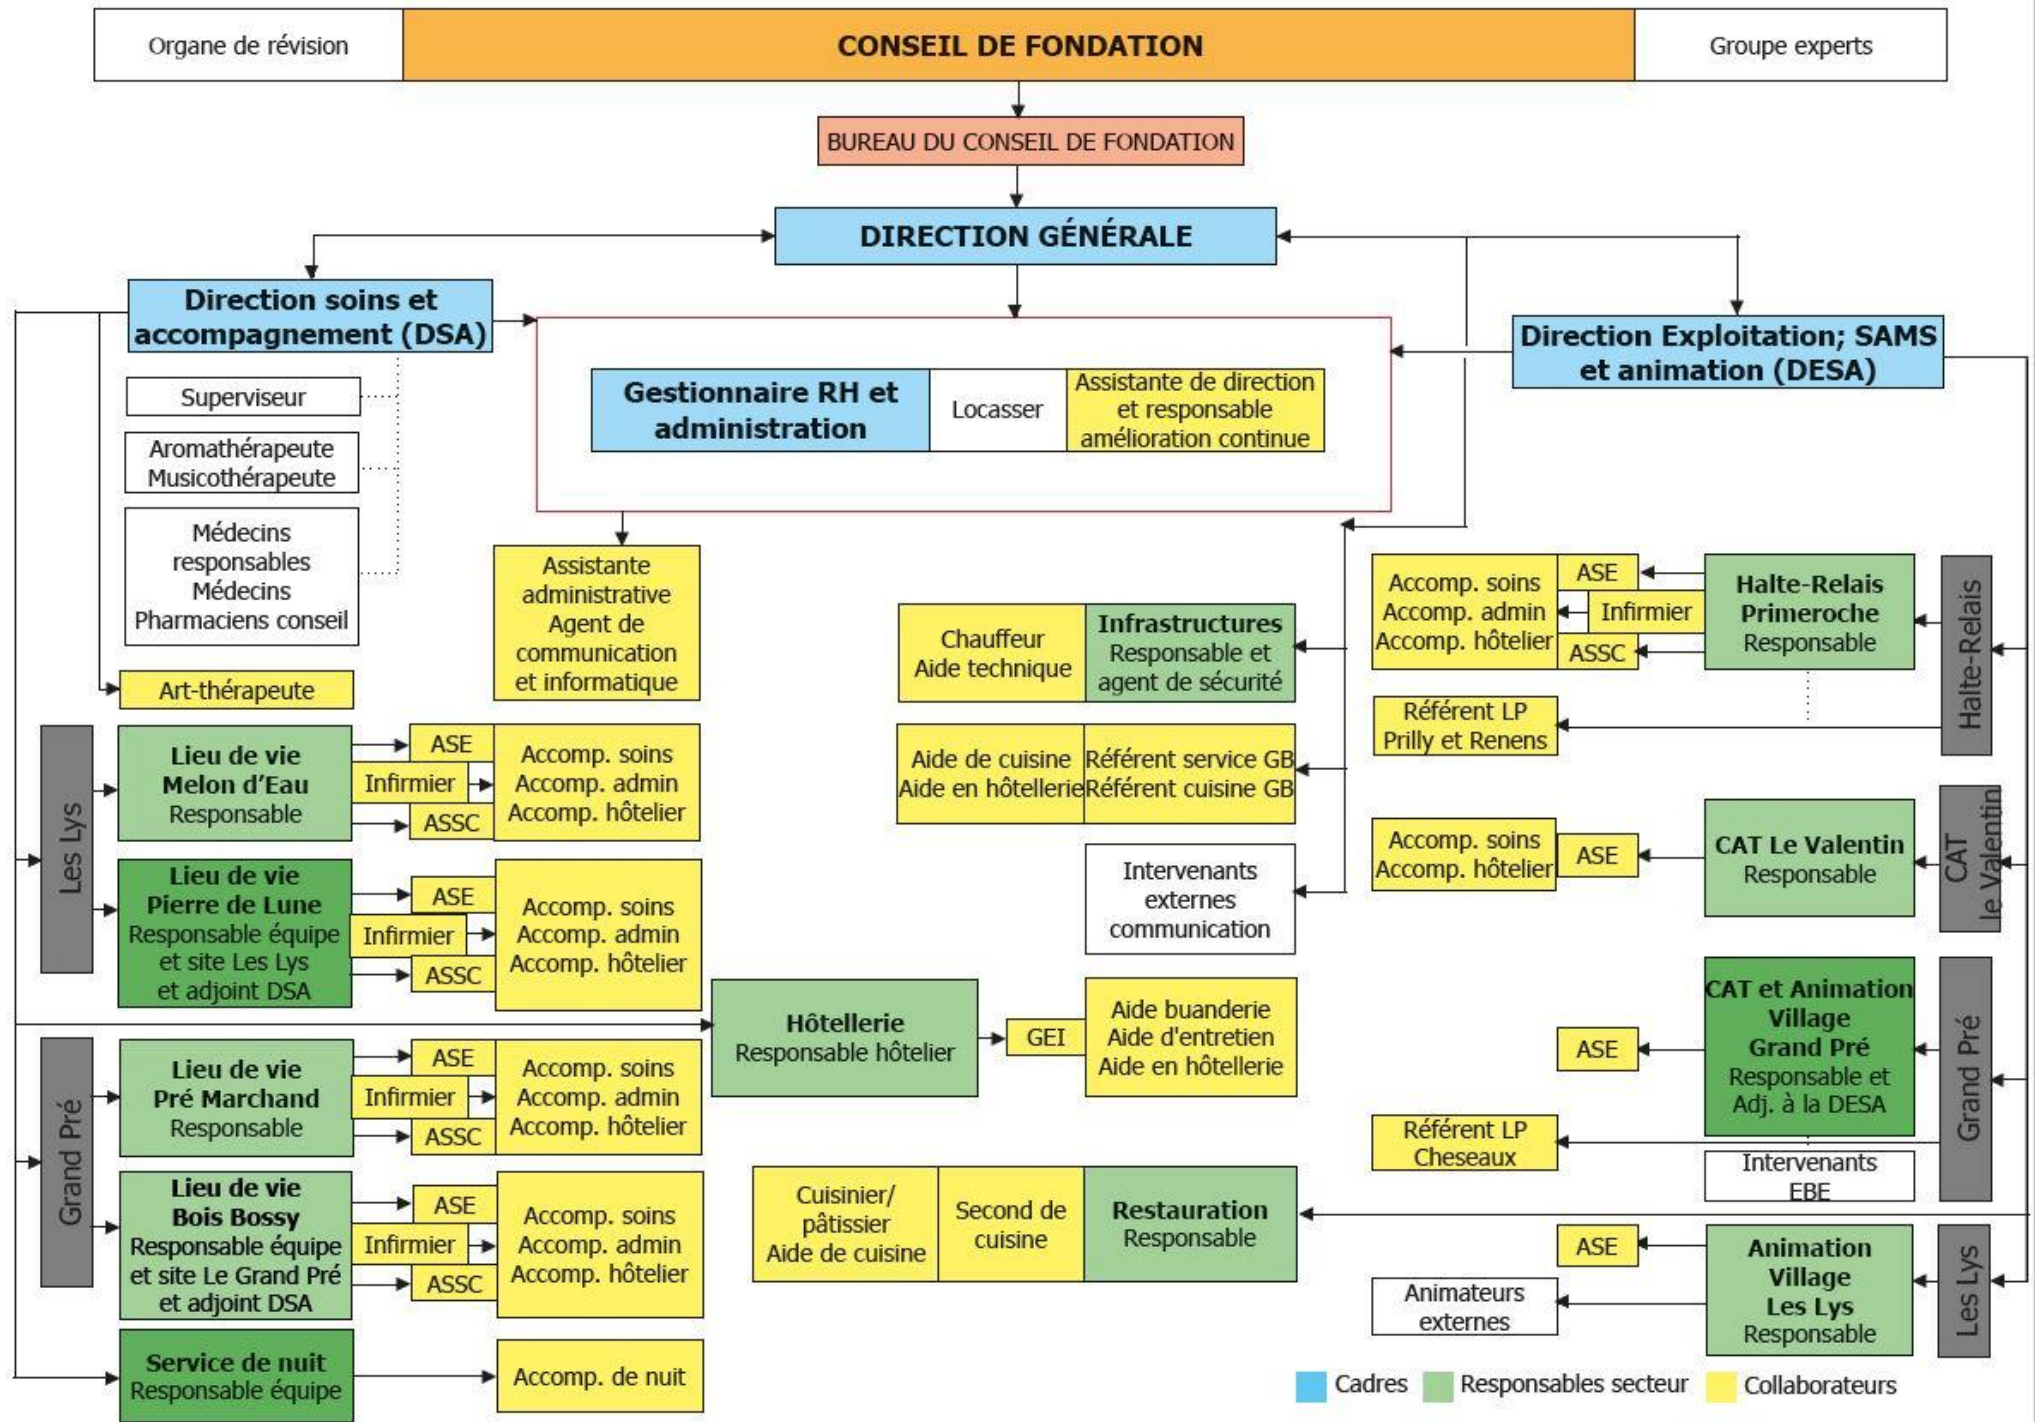 Organe de révision
CONSEIL DE FONDATION
Groupe experts
BUREAU DU CONSEIL DE FONDATION
DIRECTION GÉNÉRALE
Direction soins et
accompagnement (DSA)
Direction Exploitation; SAMS
et animation (DESA)
Gestionnaire RH et
administration
Locasser
Assistante de direction
et responsable
amélioration continue
Superviseur
Aromathérapeute
Musicothérapeute
Médecins
responsables
Médecins
Pharmaciens conseil
Art-thérapeute
Assistante
administrative
Agent de
communication
et informatique
Les Lys
Lieu de vie
Melon d'Eau
Responsable
ASE
Infirmier
ASSC
Accomp. soins
Accomp. admin
Accomp. hôtelier
Lieu de vie
Pierre de Lune
Responsable équipe
et site Les Lys
et adjoint DSA
ASE
Infirmier
ASSC
Accomp. soins
Accomp. admin
Accomp. hôtelier
Grand Pré
Lieu de vie
Pré Marchand
Responsable
ASE
Infirmier
ASSC
Accomp. soins
Accomp. admin
Accomp. hôtelier
Lieu de vie
Bois Bossy
Responsable équipe
et site Le Grand Pré
et adjoint DSA
ASE
Infirmier
ASSC
Accomp. soins
Accomp. admin
Accomp. hôtelier
Service de nuit
Responsable équipe
Accomp. de nuit
Chauffeur
Aide technique
Infrastructures
Responsable et
agent de sécurité
Aide de cuisine
Aide en hôtellerie
Référent service GB
Référent cuisine GB
Intervenants
externes
communication
Hôtellerie
Responsable hôtelier
GEI
Aide buanderie
Aide d'entretien
Aide en hôtellerie
Cuisinier/
pâtissier
Aide de cuisine
Second de
cuisine
Restauration
Responsable
Accomp. soins
Accomp. admin
Accomp. hôtelier
ASE
Infirmier
ASSC
Halte-Relais
Primeroche
Responsable
Halte-Relais
Référent LP
Prilly et Renens
Accomp. soins
Accomp. hôtelier
ASE
CAT Le Valentin
Responsable
CAT
le Valentin
ASE
CAT et Animation
Village
Grand Pré
Responsable et
Adj. à la DESA
Grand Pré
Référent LP
Cheseaux
Intervenants
EBE
ASE
Animateurs
externes
Animation
Village
Les Lys
Responsable
Les Lys
Cadres
Responsables secteur
Collaborateurs